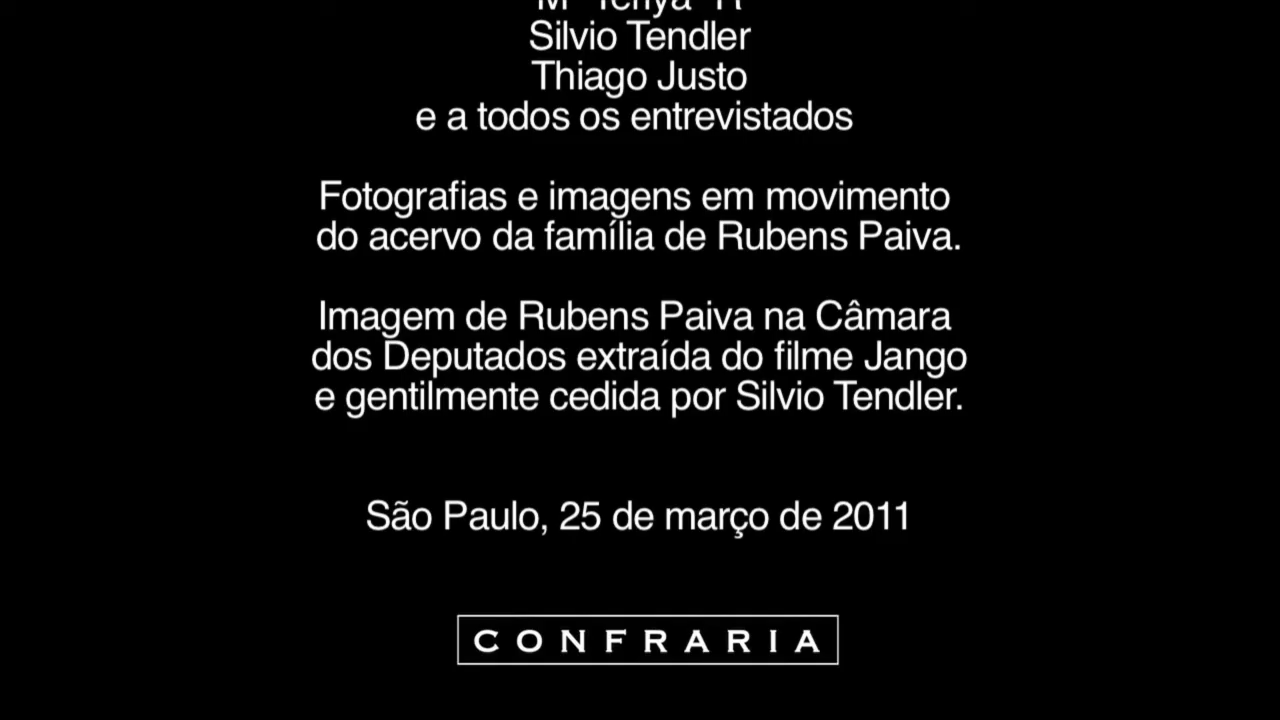 Silvio Tendler
Thiago Justo
e a todos os entrevistados
Fotografias e imagens em movimento
do acervo da família de Rubens Paiva.
Imagem de Rubens Paiva na Câmara
dos Deputados extraída do filme Jango
e gentilmente cedida por Silvio Tendler.
São Paulo, 25 de março de 2011
CONFRARIA